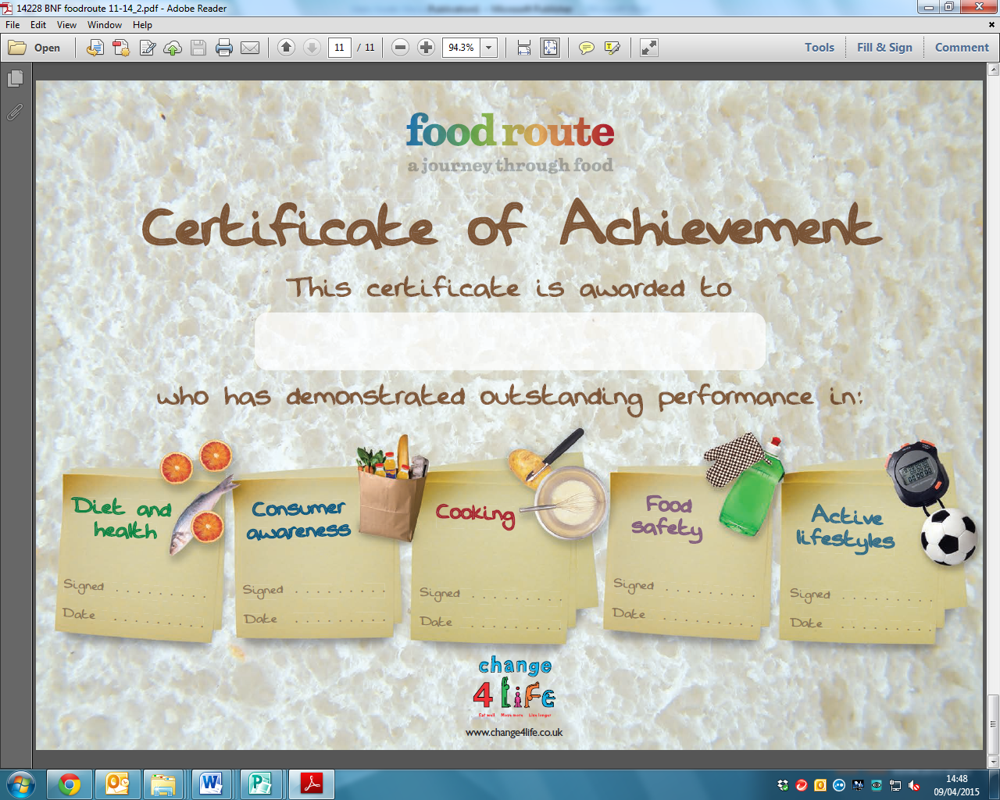 14228 BNF foodroute 11-14_2.pdf - Adobe Reader
File Edit View Window Help
Open 11 / 11 94.3% Tools Fill & Sign Comment
food route
a journey through food
Certificate of Achievement
This certificate is awarded to
who has demonstrated outstanding performance in:
Diet and
health
Signed . . . . . . . . .
Date . . . . . . . . .
Consumer
awareness
Signed . . . . . . . . .
Date . . . . . . . . .
Cooking
Signed . . . . . . . . .
Date . . . . . . . . .
Food
safety
Signed . . . . . . . . .
Date . . . . . . . . .
Active
lifestyles
Signed . . . . . . . . .
Date . . . . . . . . .
change
4 LiFE
Eat well Move more Live longer
www.change4life.co.uk
14:48
09/04/2015